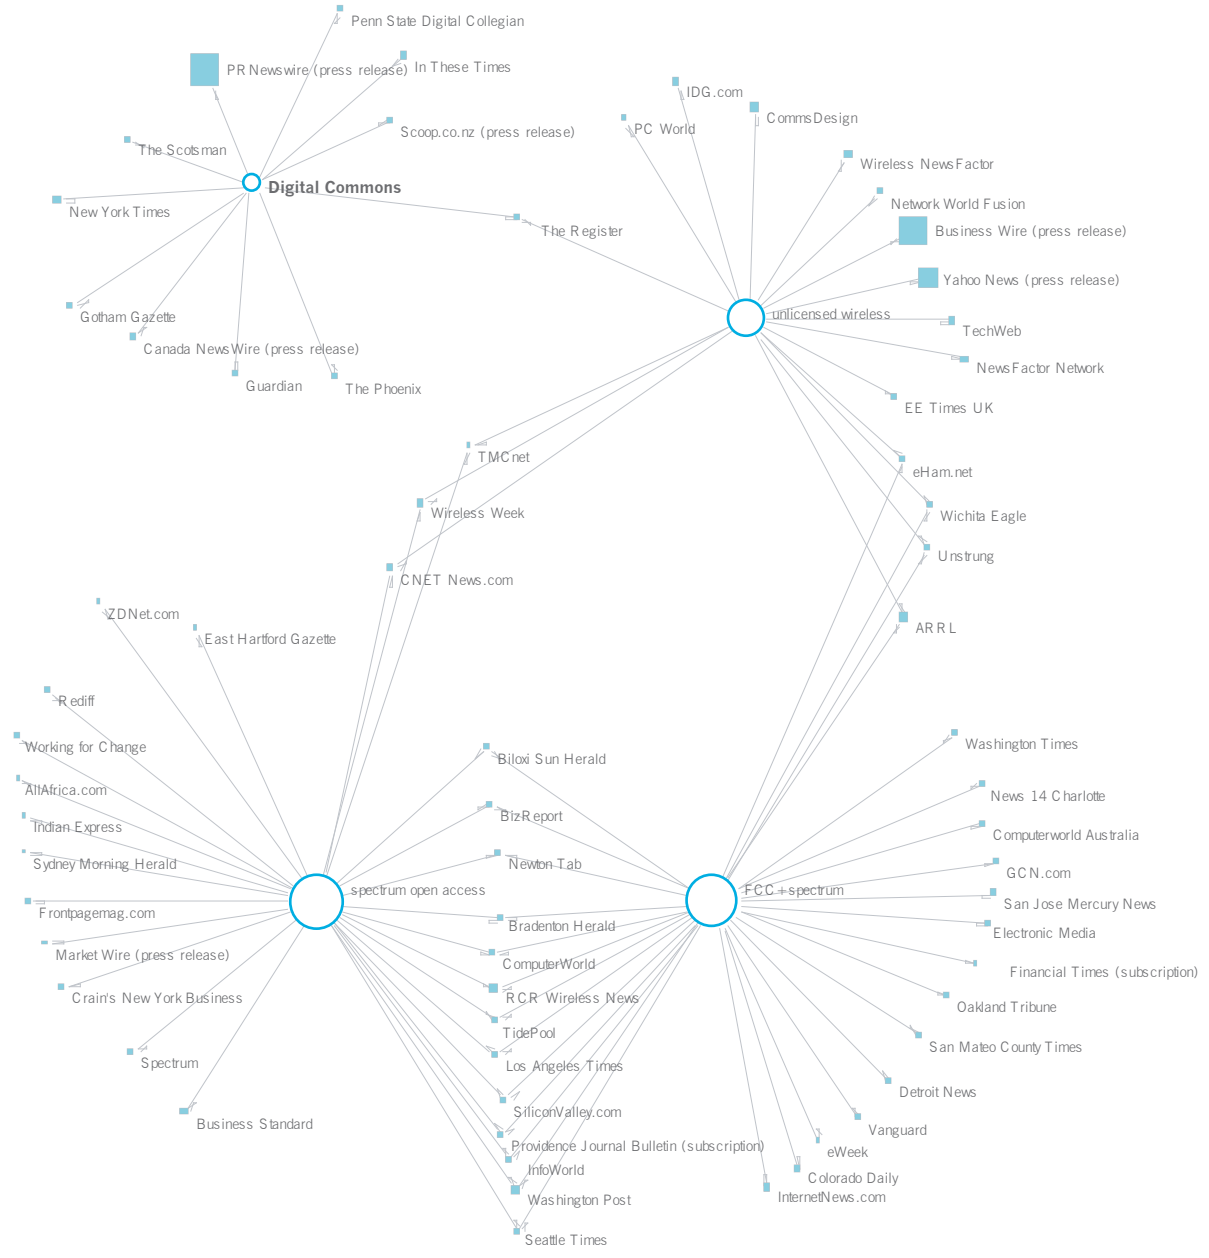 Penn State Digital Collegian
PR Newswire (press release)
In These Times
IDG.com
CommsDesign
Scoop.co.nz (press release)
PC World
The Scotsman
Wireless NewsFactor
Digital Commons
Network World Fusion
New York Times
The Register
Business Wire (press release)
Yahoo News (press release)
Gotham Gazette
unlicensed wireless
TechWeb
Canada NewsWire (press release)
NewsFactor Network
Guardian
The Phoenix
EE Times UK
TMCnet
eHam.net
Wireless Week
Wichita Eagle
Unstrung
CNET News.com
ZDNet.com
ARRL
East Hartford Gazette
Rediff
Working for Change
Washington Times
Biloxi Sun Herald
AllAfrica.com
News 14 Charlotte
BizReport
Indian Express
Computerworld Australia
Sydney Morning Herald
Newton Tab
GCN.com
spectrum open access
FCC+spectrum
San Jose Mercury News
Frontpagemag.com
Bradenton Herald
Electronic Media
Market Wire (press release)
ComputerWorld
Financial Times (subscription)
Crain's New York Business
RCR Wireless News
Oakland Tribune
TidePool
San Mateo County Times
Spectrum
Los Angeles Times
Detroit News
SiliconValley.com
Business Standard
Vanguard
Providence Journal Bulletin (subscription)
eWeek
InfoWorld
Colorado Daily
Washington Post
InternetNews.com
Seattle Times